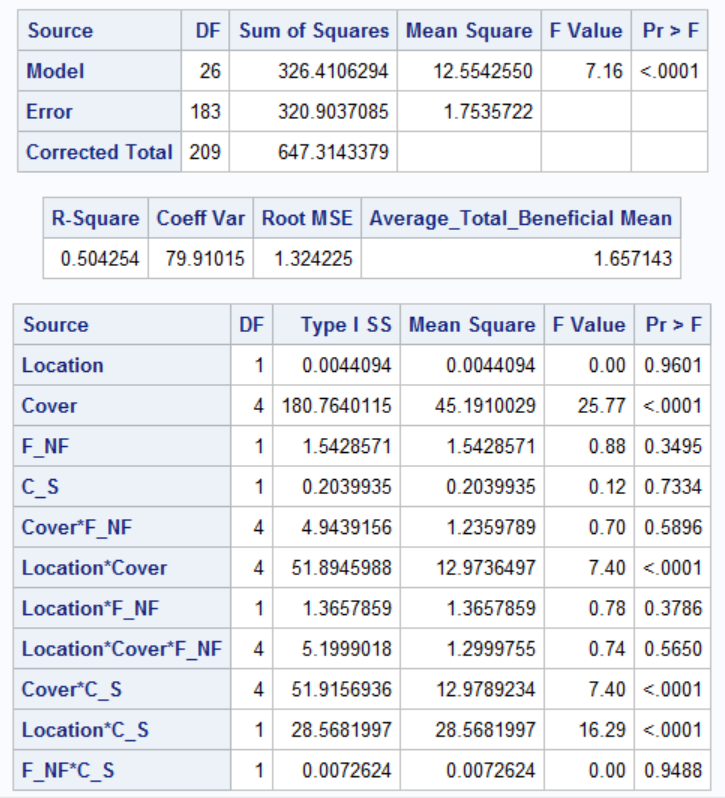 Source DF Sum of Squares Mean Square F Value Pr > F
Model 26 326.4106294 12.5542550 7.16 <.0001
Error 183 320.9037085 1.7535722
Corrected Total 209 647.3143379
R-Square Coeff Var Root MSE Average_Total_Beneficial Mean
0.504254 79.91015 1.324225 1.657143
Source DF Type I SS Mean Square F Value Pr > F
Location 1 0.0044094 0.0044094 0.00 0.9601
Cover 4 180.7640115 45.1910029 25.77 <.0001
F_NF 1 1.5428571 1.5428571 0.88 0.3495
C_S 1 0.2039935 0.2039935 0.12 0.7334
Cover*F_NF 4 4.9439156 1.2359789 0.70 0.5896
Location*Cover 4 51.8945988 12.9736497 7.40 <.0001
Location*F_NF 1 1.3657859 1.3657859 0.78 0.3786
Location*Cover*F_NF 4 5.1999018 1.2999755 0.74 0.5650
Cover*C_S 4 51.9156936 12.9789234 7.40 <.0001
Location*C_S 1 28.5681997 28.5681997 16.29 <.0001
F_NF*C_S 1 0.0072624 0.0072624 0.00 0.9488